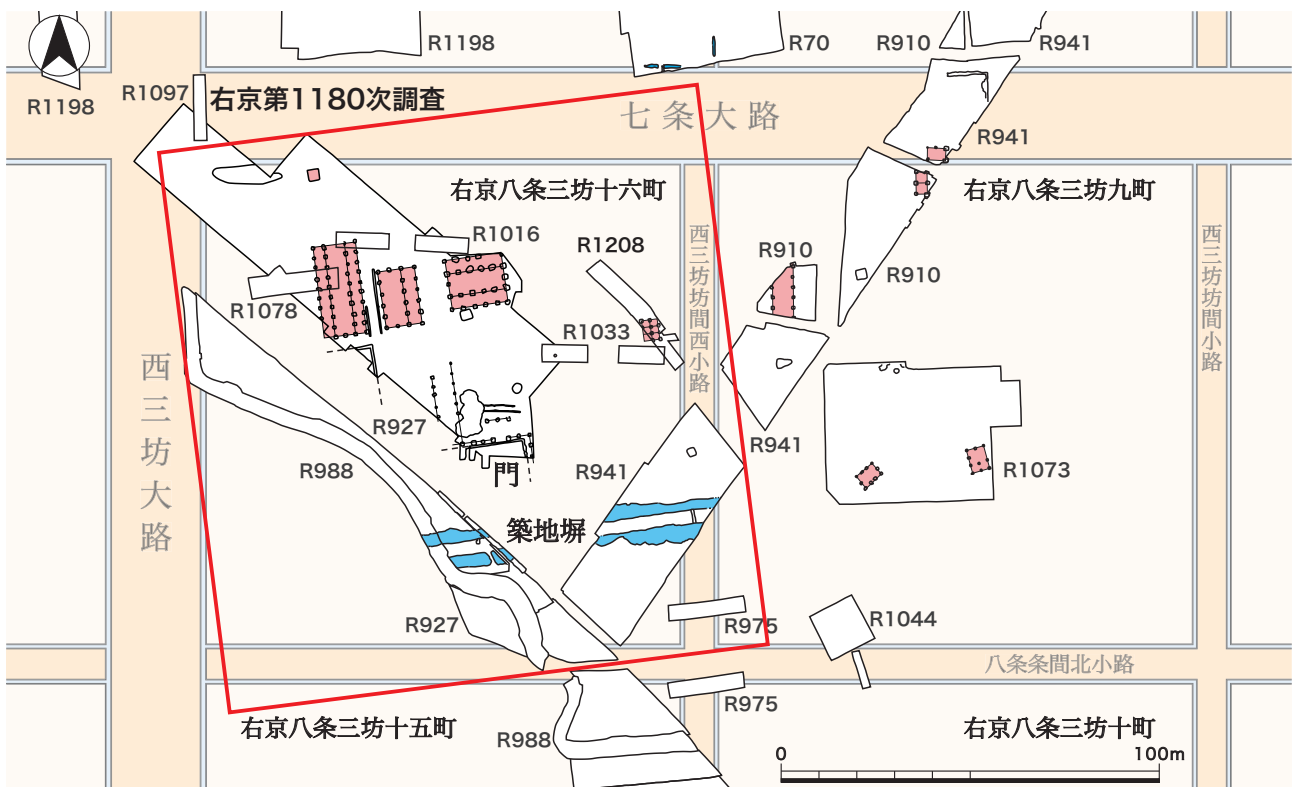 R1198
R70
R910
R941
R1198
R1097
右京第1180次調査
七条大路
R941
右京八条三坊十六町
右京八条三坊九町
西三坊坊間西小路
西三坊坊間小路
R1016
R1208
R910
R910
R1078
R1033
西三坊大路
R927
R941
R988
門
R941
R1073
築地塀
R927
R975
R1044
八条条間北小路
R975
右京八条三坊十五町
R988
右京八条三坊十町
0
100m